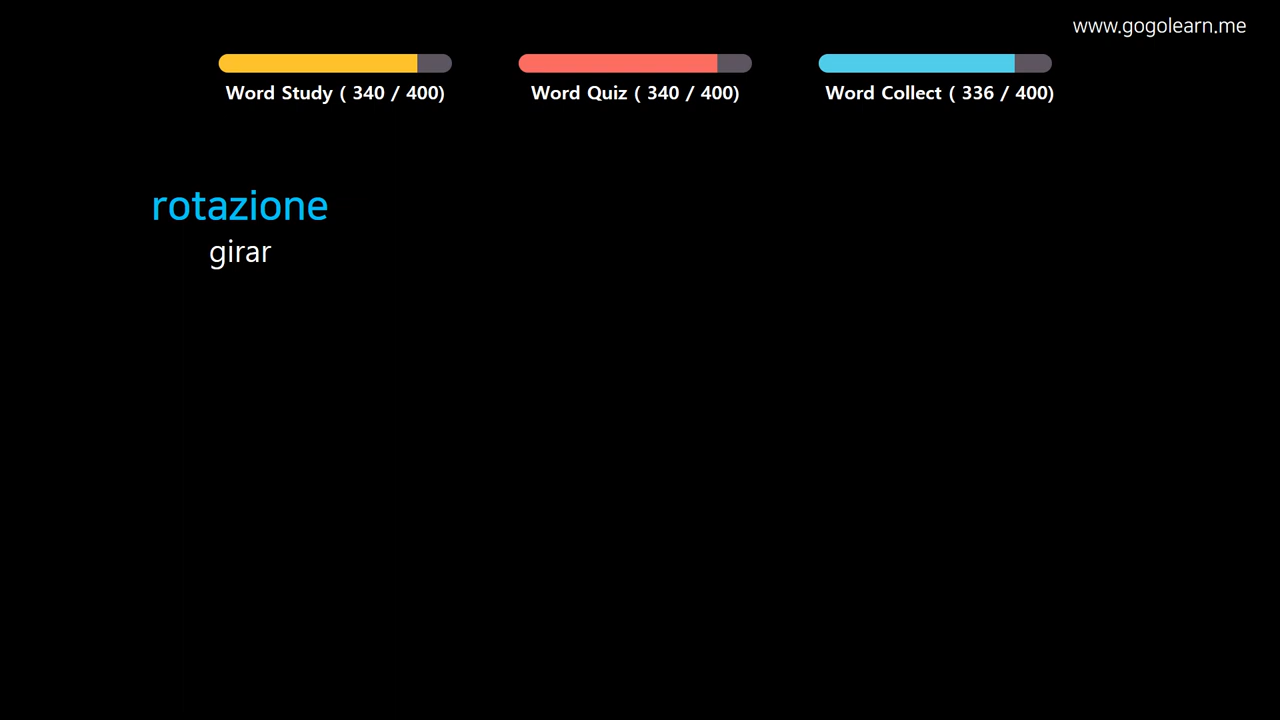 www.gogolearn.me
Word Study ( 340 / 400)
Word Quiz ( 340 / 400)
Word Collect ( 336 / 400)
rotazione
girar